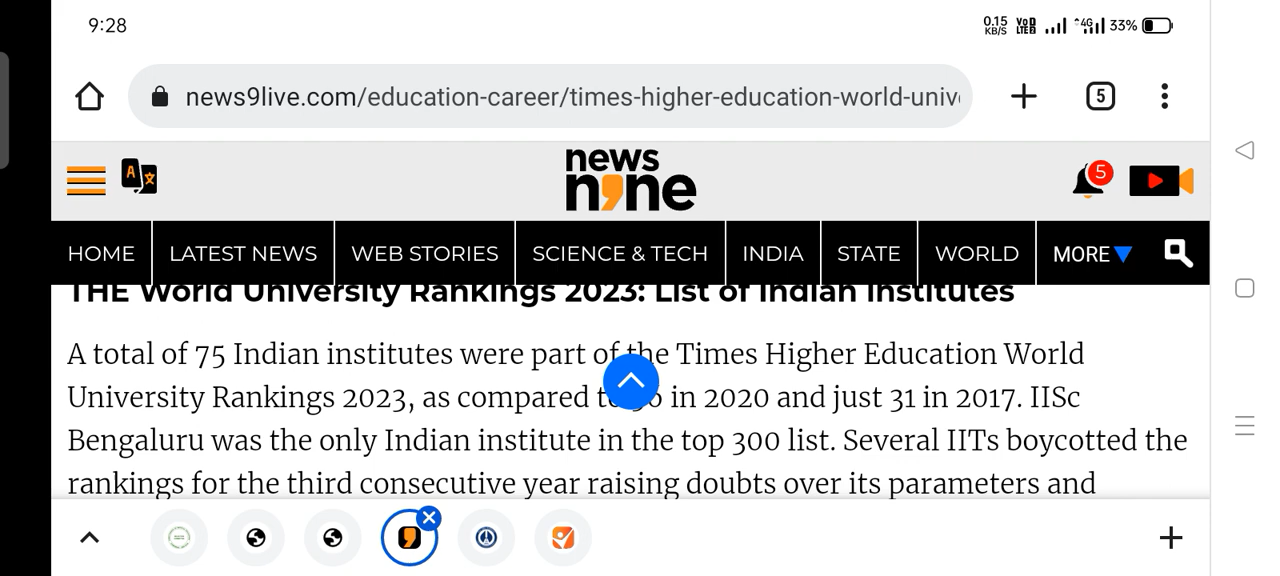 9:28
0.15 KB/S VoD LTE2 4G 33%
news9live.com/education-career/times-higher-education-world-univ
5
A
news
n9ne
5
HOME LATEST NEWS WEB STORIES SCIENCE & TECH INDIA STATE WORLD MORE
THE World University Rankings 2023: List of Indian Institutes
A total of 75 Indian institutes were part of the Times Higher Education World
University Rankings 2023, as compared in 2020 and just 31 in 2017. IISc
Bengaluru was the only Indian institute in the top 300 list. Several IITs boycotted the
rankings for the third consecutive year raising doubts over its parameters and